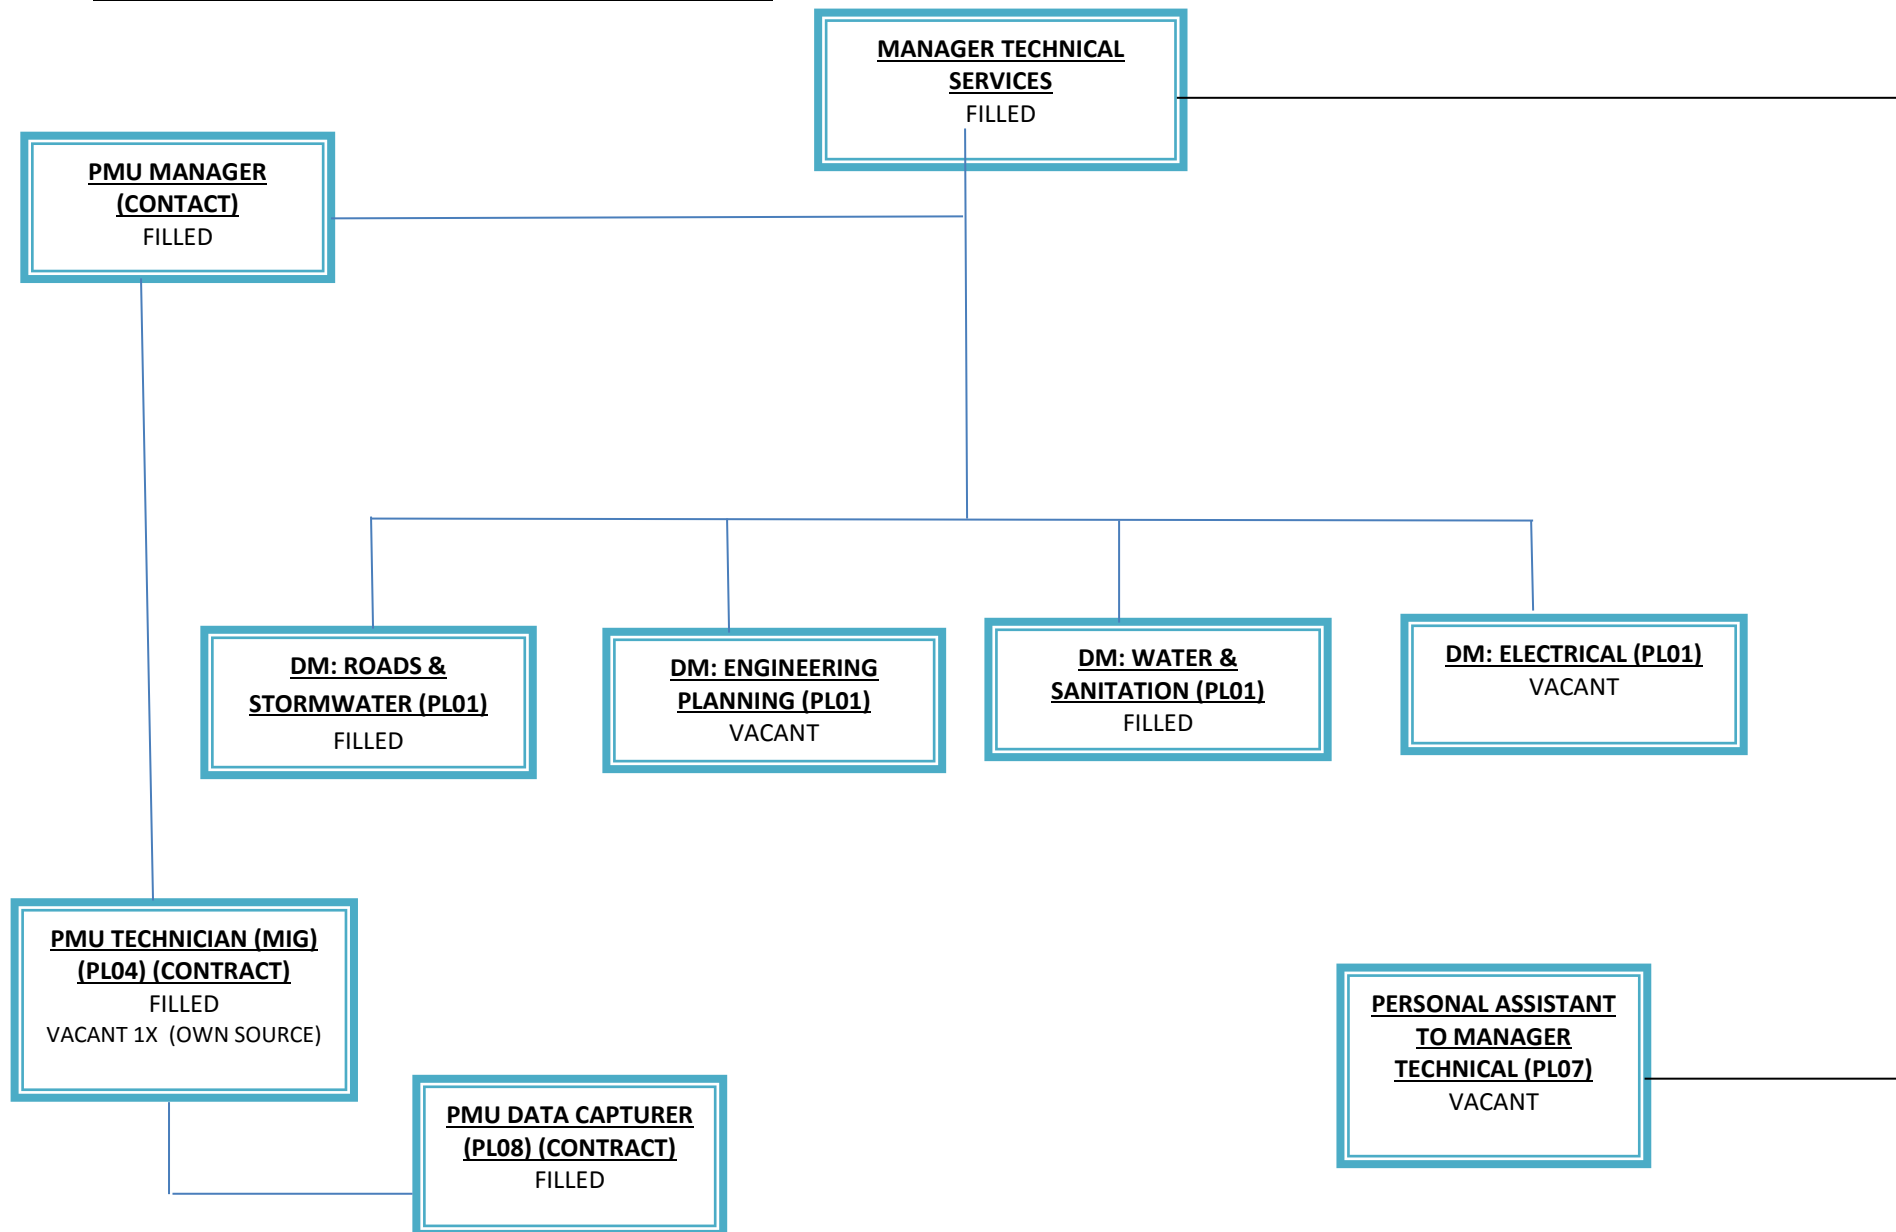 MANAGER TECHNICAL
SERVICES
FILLED
PMU MANAGER
(CONTACT)
FILLED
DM: ROADS &
STORMWATER (PL01)
FILLED
DM: ENGINEERING
PLANNING (PL01)
VACANT
DM: WATER &
SANITATION (PL01)
FILLED
DM: ELECTRICAL (PL01)
VACANT
PMU TECHNICIAN (MIG)
(PL04) (CONTRACT)
FILLED
VACANT 1X (OWN SOURCE)
PERSONAL ASSISTANT
TO MANAGER
TECHNICAL (PL07)
VACANT
PMU DATA CAPTURER
(PL08) (CONTRACT)
FILLED